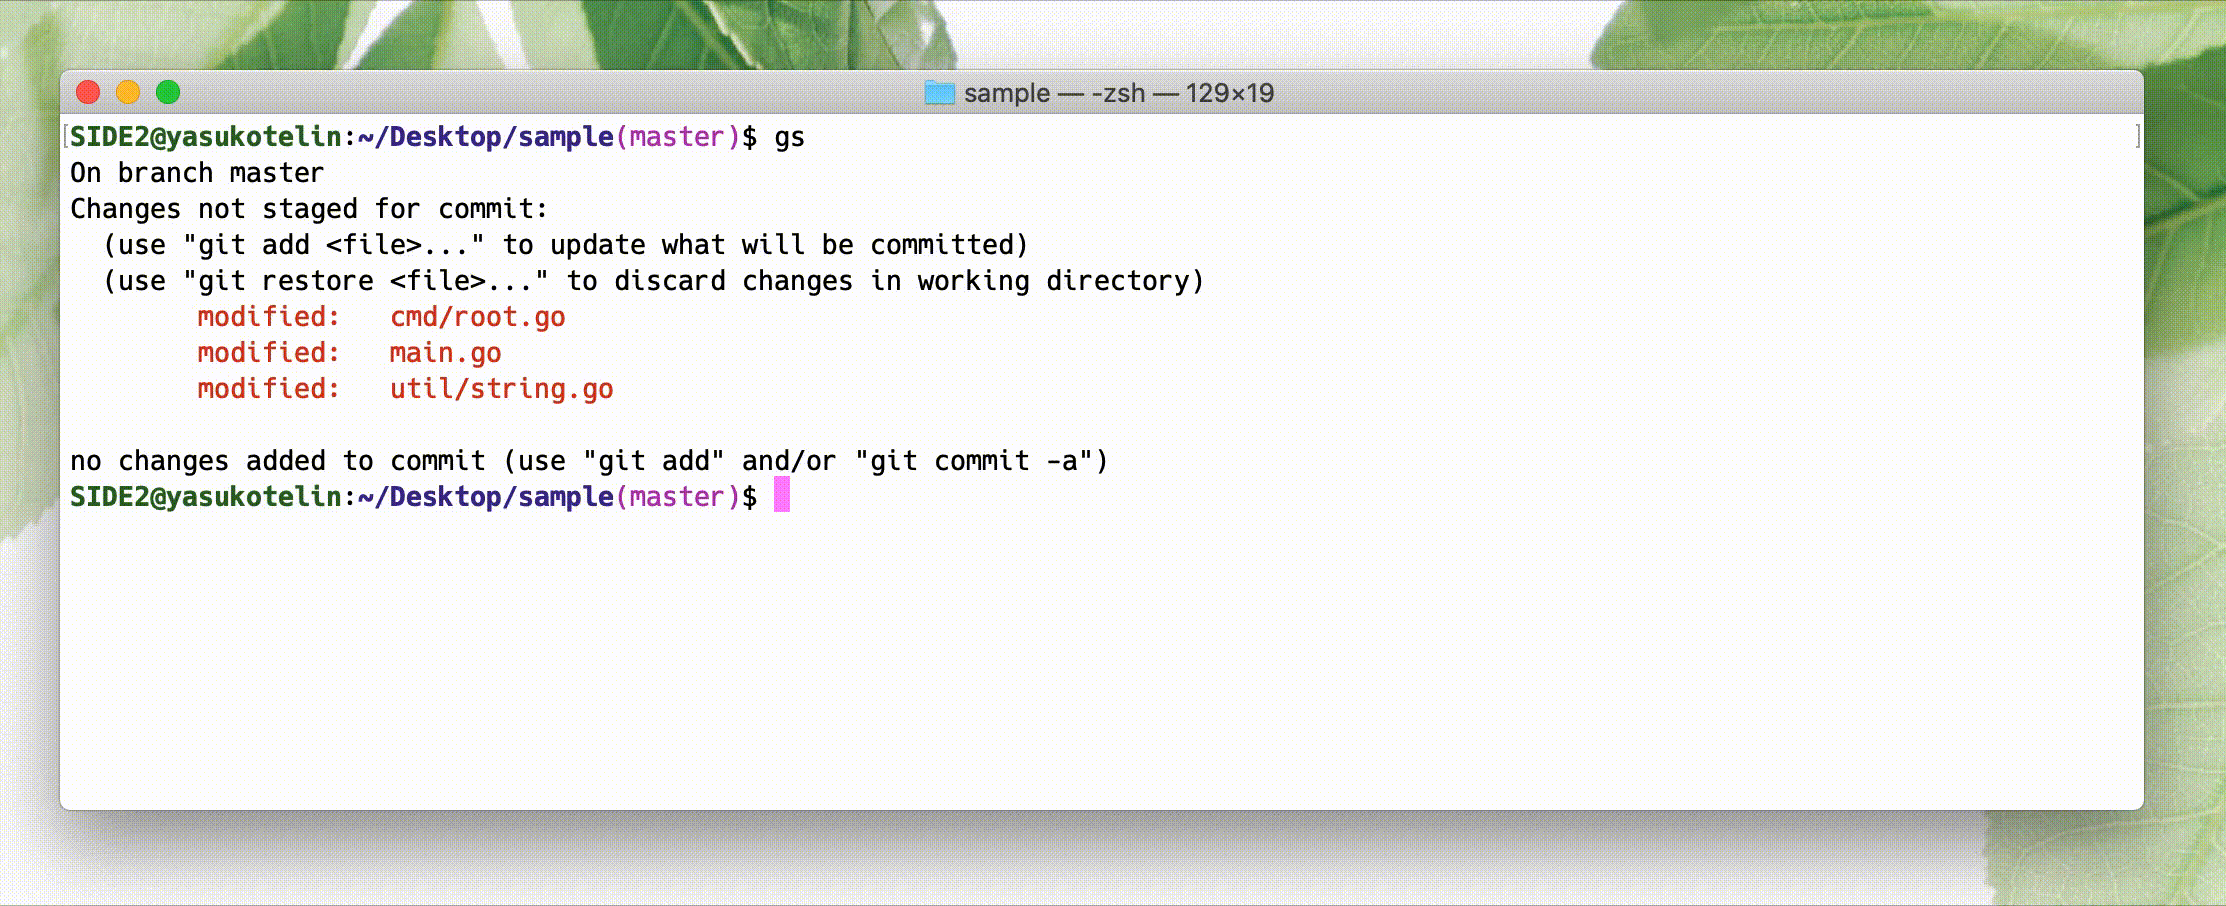 sample — -zsh — 129×19
[SIDE2@yasukotelin:~/Desktop/sample(master)$ gs ]
On branch master
Changes not staged for commit:
  (use "git add <file>..." to update what will be committed)
  (use "git restore <file>..." to discard changes in working directory)
        modified:   cmd/root.go
        modified:   main.go
        modified:   util/string.go

no changes added to commit (use "git add" and/or "git commit -a")
SIDE2@yasukotelin:~/Desktop/sample(master)$